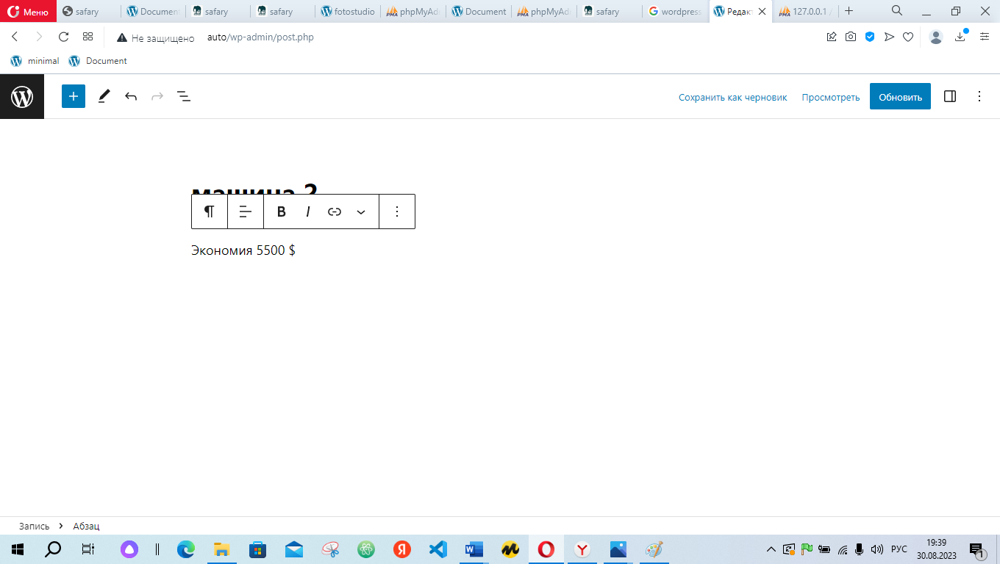 Меню
safary
Document
safary
safary
fotostudio
phpMyAd
Document
phpMyAd
safary
wordpress
Редак
127.0.0.1 /
Не защищено
auto/wp-admin/post.php
minimal
Document
Сохранить как черновик
Просмотреть
Обновить
машина 2
B I
Экономия 5500 $
Запись
Абзац
РУС
19:39
30.08.2023
1